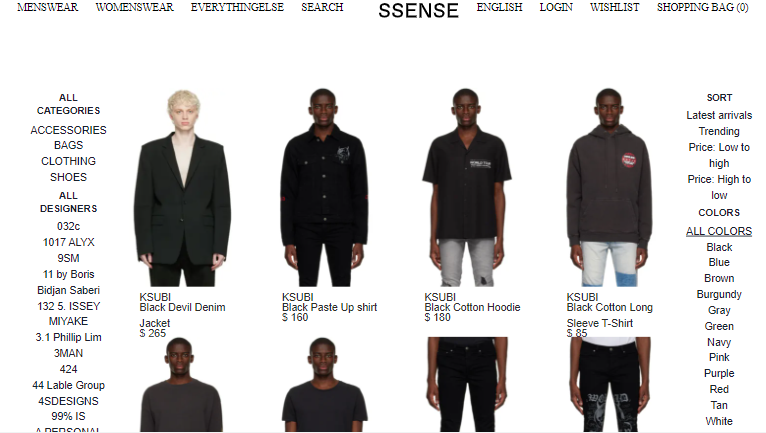 MENSWEAR WOMENSWEAR EVERYTHINGELSE SEARCH SSENSE ENGLISH LOGIN WISHLIST SHOPPING BAG (0)
ALL
CATEGORIES
ACCESSORIES
BAGS
CLOTHING
SHOES
ALL
DESIGNERS
032c
1017 ALYX
9SM
11 by Boris
Bidjan Saberi
132 5. ISSEY
MIYAKE
3.1 Phillip Lim
3MAN
424
44 Lable Group
4SDESIGNS
99% IS
KSUBI
Black Devil Denim
Jacket
$ 265
KSUBI
Black Paste Up shirt
$ 160
KSUBI
Black Cotton Hoodie
$ 180
KSUBI
Black Cotton Long
Sleeve T-Shirt
$ 85
SORT
Latest arrivals
Trending
Price: Low to
high
Price: High to
low
COLORS
ALL COLORS
Black
Blue
Brown
Burgundy
Gray
Green
Navy
Pink
Purple
Red
Tan
White